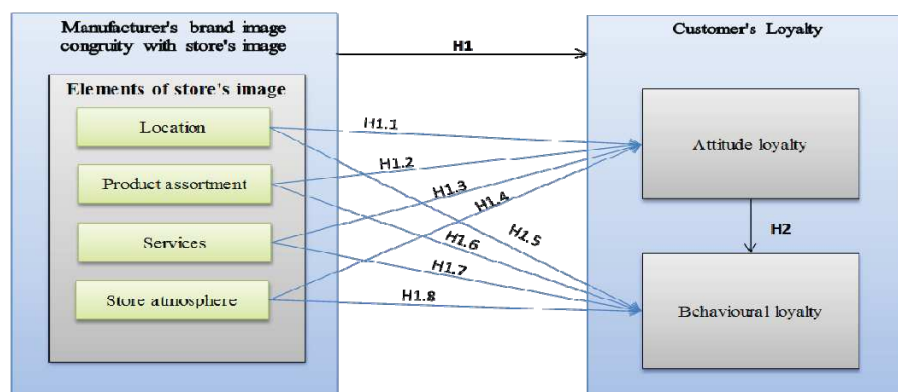 Manufacturer's brand image
congruity with store's image
Elements of store's image
Location
Product assortment
Services
Store atmosphere
H1
H1.1
H1.2
H1.3
H1.4
H1.5
H1.6
H1.7
H1.8
Customer's Loyalty
Attitude loyalty
H2
Behavioural loyalty